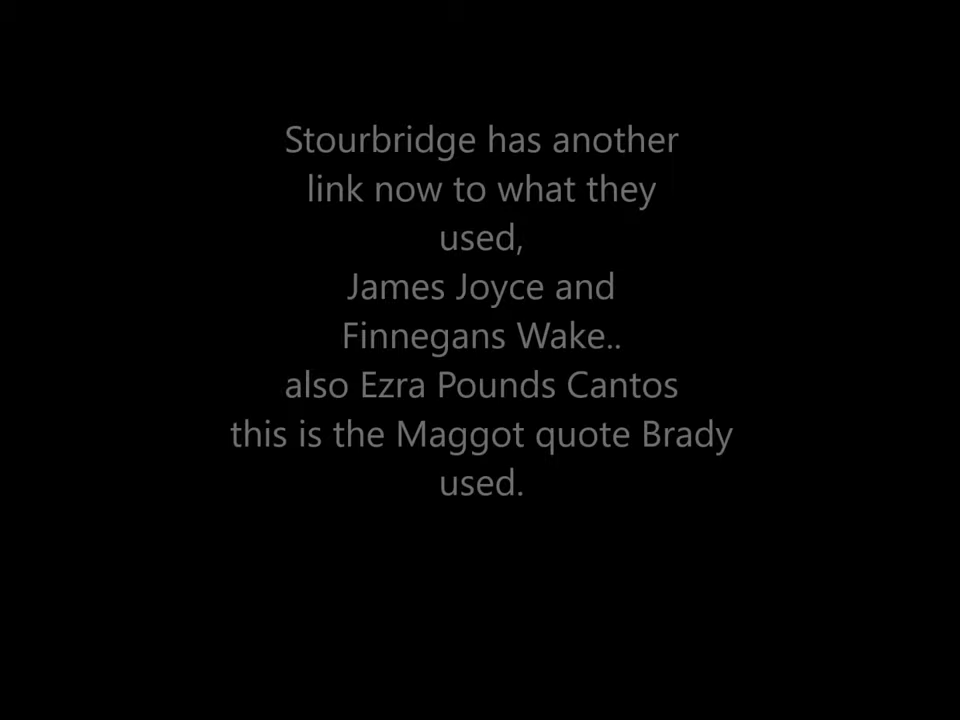 Stourbridge has another
link now to what they
used,
James Joyce and
Finnegans Wake..
also Ezra Pounds Cantos
this is the Maggot quote Brady
used.